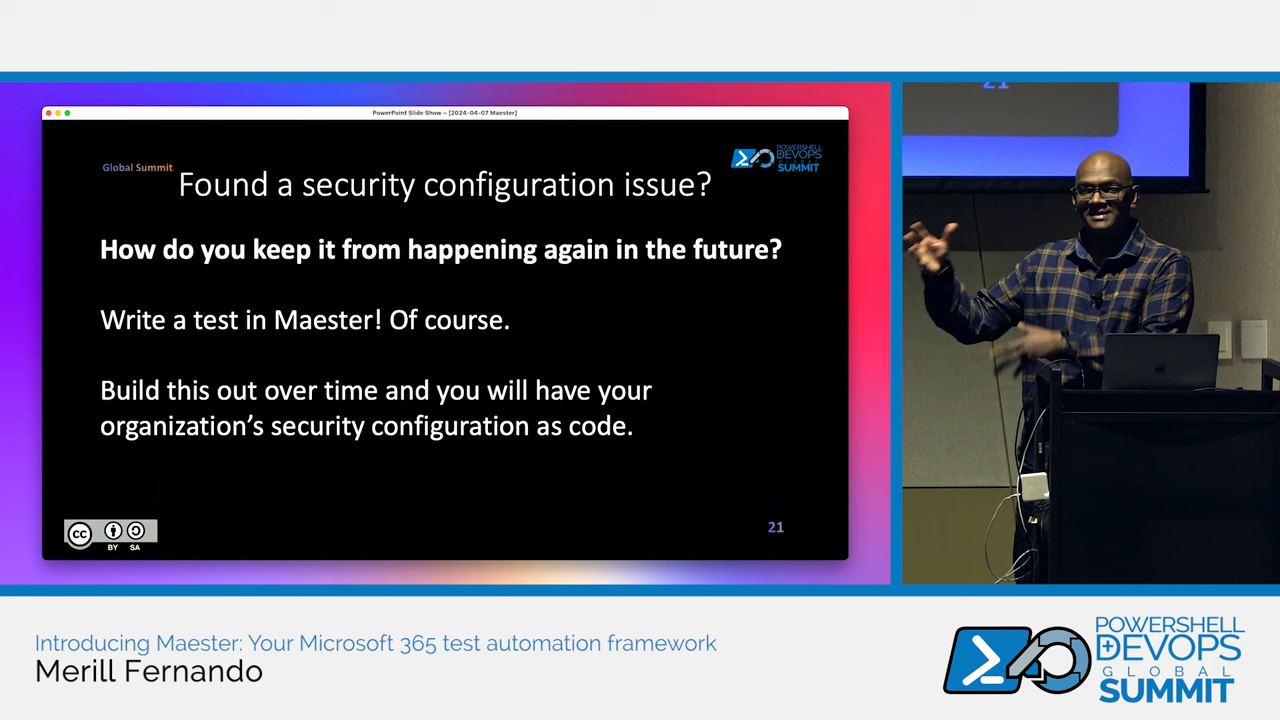 PowerPoint Slide Show – [2024-04-07 Maester]
Global Summit
POWERSHELL
DEVOPS
GLOBAL
SUMMIT
Found a security configuration issue?
How do you keep it from happening again in the future?
Write a test in Maester! Of course.
Build this out over time and you will have your
organization's security configuration as code.
CC
BY SA
21
21
Introducing Maester: Your Microsoft 365 test automation framework
Merill Fernando
POWERSHELL
DEVOPS
GLOBAL
SUMMIT